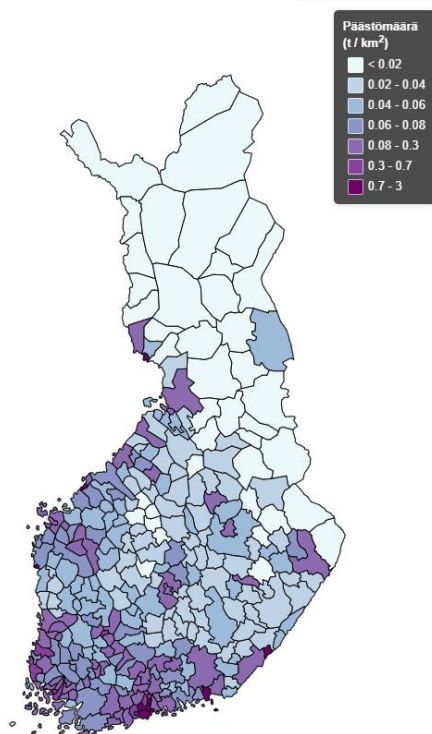 Päästömäärä
(t / km²)
< 0.02
0.02 - 0.04
0.04 - 0.06
0.06 - 0.08
0.08 - 0.3
0.3 - 0.7
0.7 - 3